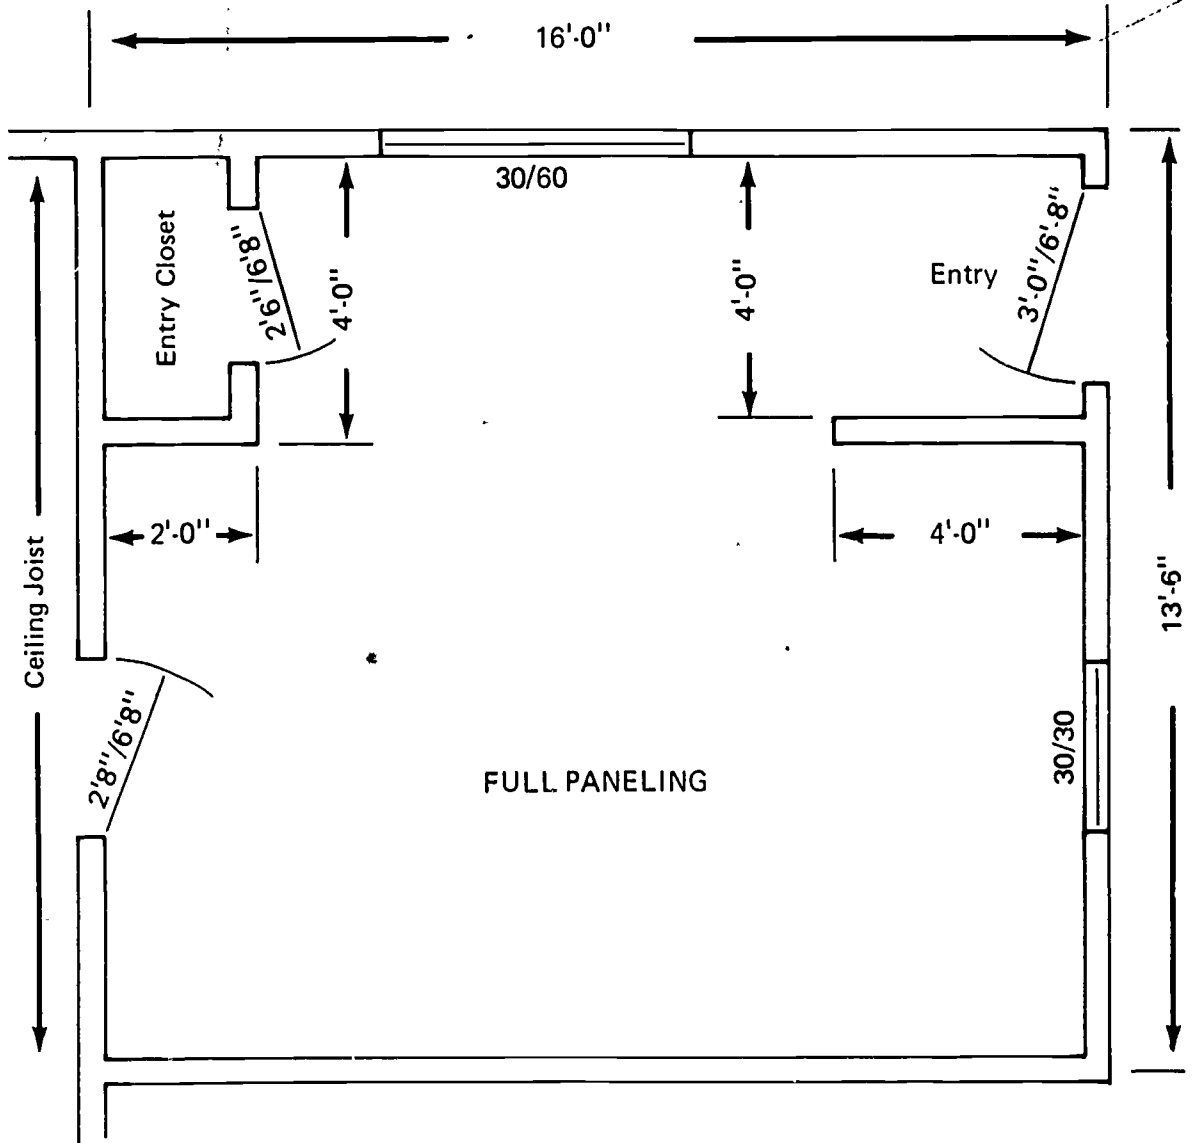 16'-0"
30/60
Entry Closet
2'6"/6'8"
4'-0"
4'-0"
Entry
3'-0"/6'-8"
2'-0"
4'-0"
13'-6"
Ceiling Joist
2'8"/6'8"
30/30
FULL PANELING